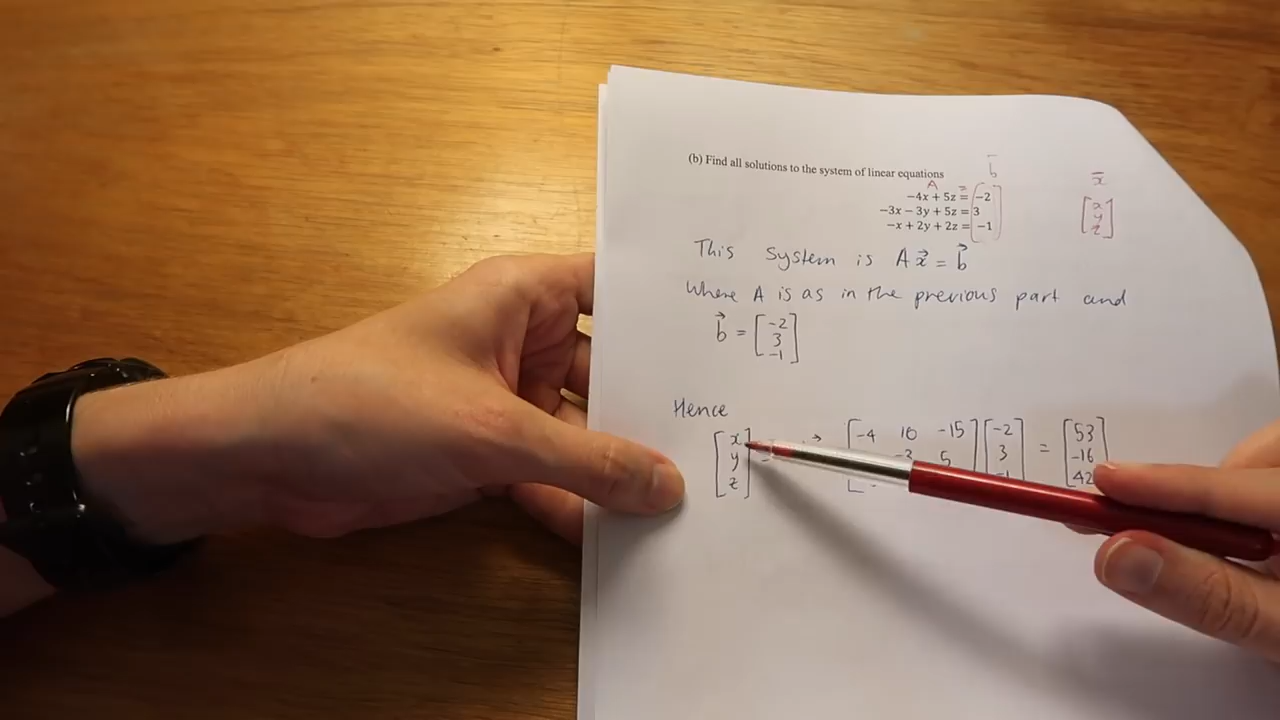 (b) Find all solutions to the system of linear equations
b
A
x
−4x + 5z = −2
−3x − 3y + 5z = 3
−x + 2y + 2z = −1
x
y
z
This system is A x⃗ = b⃗
Where A is as in the previous part and
b⃗ = [−2
3
−1]
Hence
[x [−4 10 −15] [−2 = [53
y −3 5 3 −16
z] −1 42